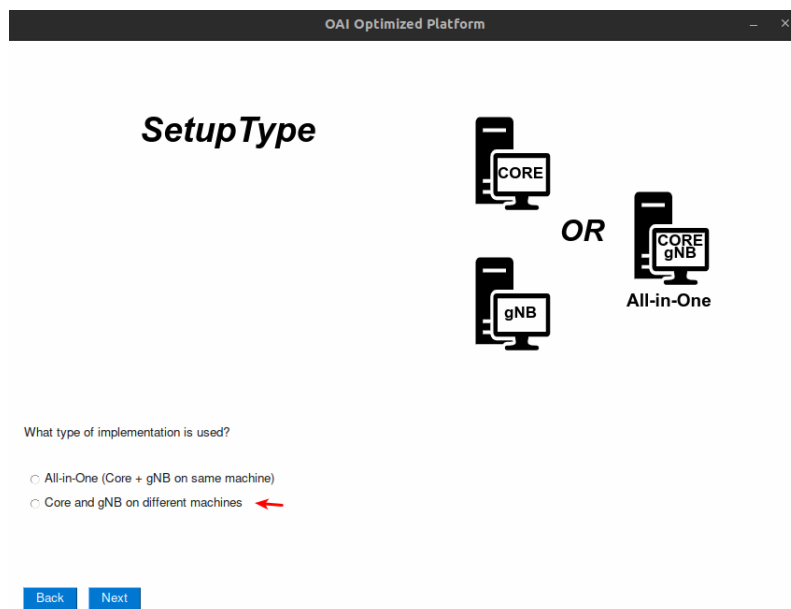 OAI Optimized Platform
SetupType
CORE
OR
CORE
gNB
All-in-One
gNB
What type of implementation is used?
All-in-One (Core + gNB on same machine)
Core and gNB on different machines
Back Next